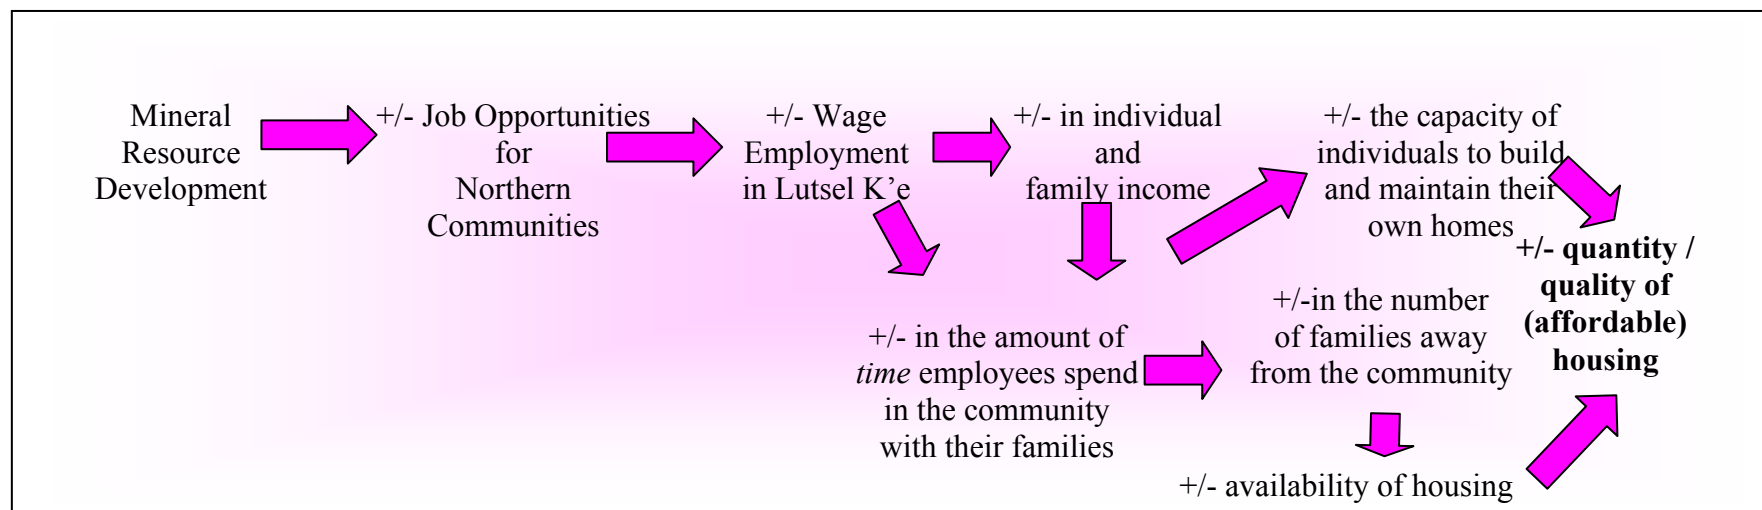 Mineral
Resource
Development
+/- Job Opportunities
for
Northern
Communities
+/- Wage
Employment
in Lutsel K’e
+/- in individual
and
family income
+/- the capacity of
individuals to build
and maintain their
own homes
+/- in the amount of
time employees spend
in the community
with their families
+/-in the number
of families away
from the community
+/- availability of housing
+/- quantity /
quality of
(affordable)
housing